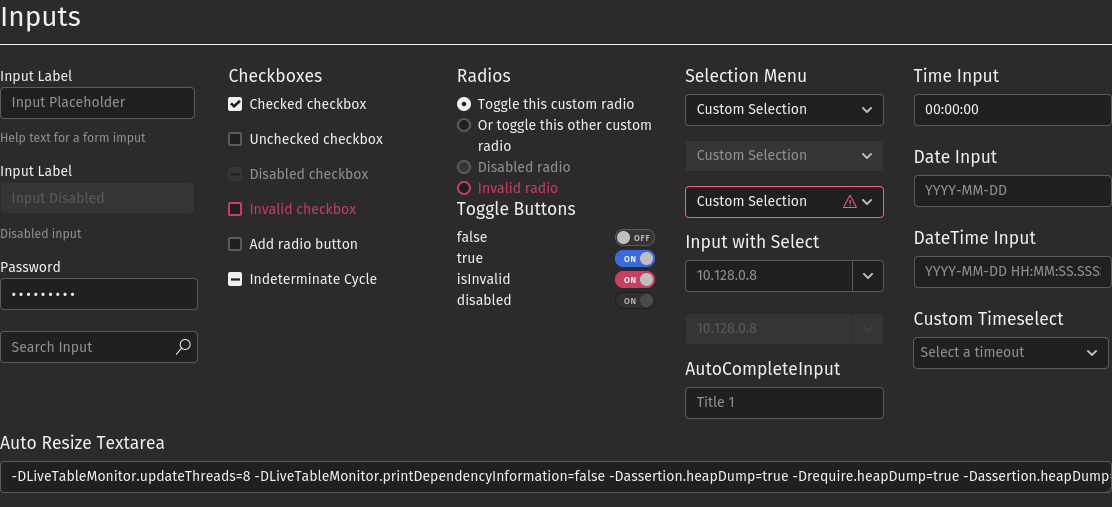 Inputs
Input Label
Input Placeholder
Help text for a form imput
Input Label
Input Disabled
Disabled input
Password
•••••••••
Search Input
Checkboxes
Checked checkbox
Unchecked checkbox
Disabled checkbox
Invalid checkbox
Add radio button
Indeterminate Cycle
Radios
Toggle this custom radio
Or toggle this other custom
radio
Disabled radio
Invalid radio
Toggle Buttons
false OFF
true ON
isInvalid ON
disabled ON
Selection Menu
Custom Selection
Custom Selection
Custom Selection
Input with Select
10.128.0.8
10.128.0.8
AutoCompleteInput
Title 1
Time Input
00:00:00
Date Input
YYYY-MM-DD
DateTime Input
YYYY-MM-DD HH:MM:SS.SSS
Custom Timeselect
Select a timeout
Auto Resize Textarea
-DLiveTableMonitor.updateThreads=8 -DLiveTableMonitor.printDependencyInformation=false -Dassertion.heapDump=true -Drequire.heapDump=true -Dassertion.heapDump=